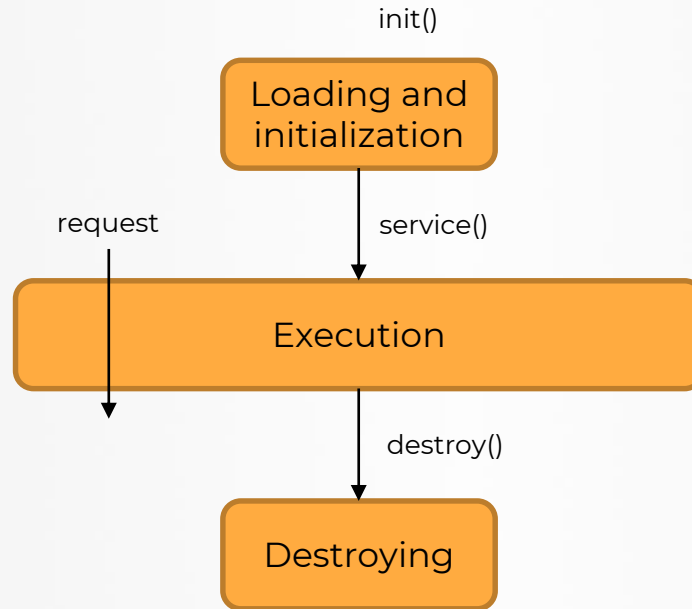 init()
Loading and
initialization
request
service()
Execution
destroy()
Destroying